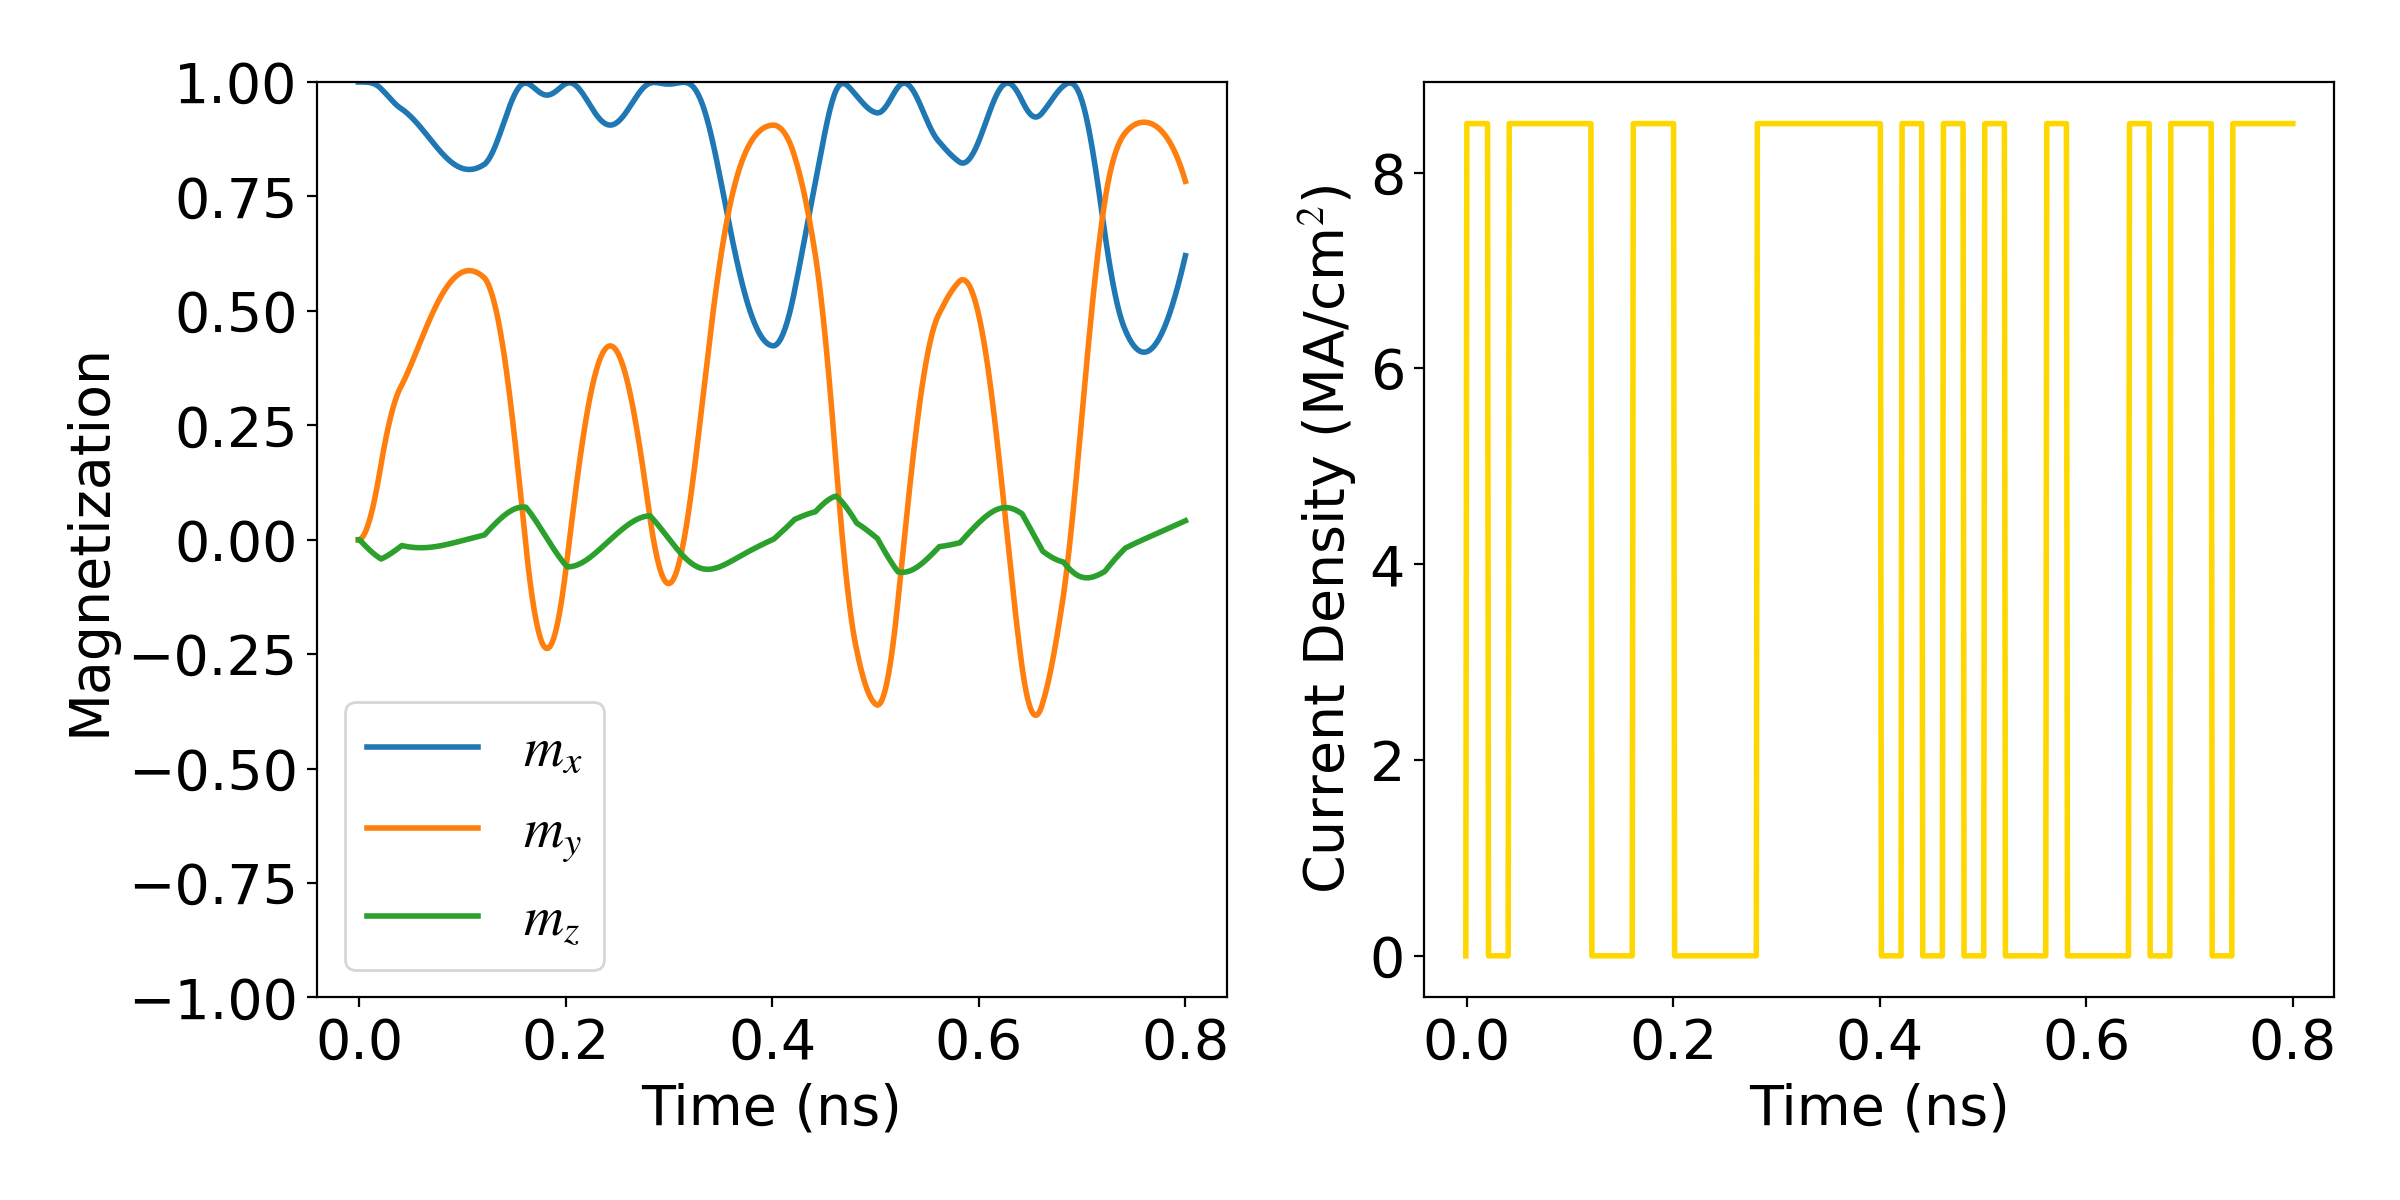 1.00
0.75
0.50
0.25
0.00
−0.25
−0.50
−0.75
−1.00
Magnetization
m_x
m_y
m_z
0.0 0.2 0.4 0.6 0.8
Time (ns)
8
6
4
2
0
Current Density (MA/cm²)
0.0 0.2 0.4 0.6 0.8
Time (ns)